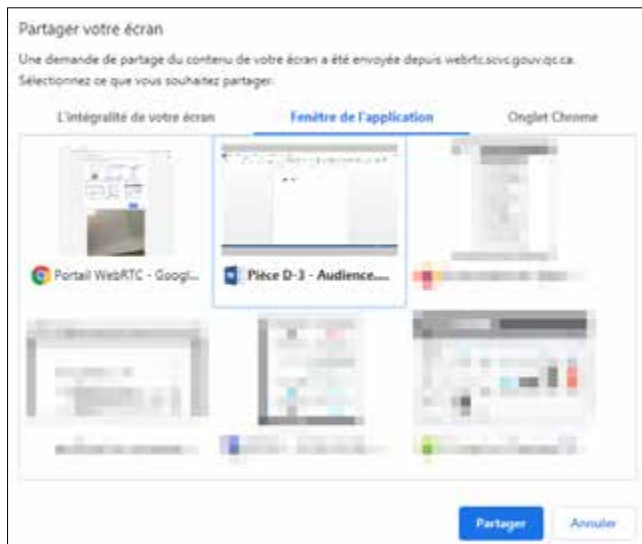 Partager votre écran
Une demande de partage du contenu de votre écran a été envoyée depuis webrtc.scvc.gouv.qc.ca.
Sélectionnez ce que vous souhaitez partager.
L'intégralité de votre écran Fenêtre de l'application Onglet Chrome
Portail WebRTC - Googl... Pièce D-3 - Audience....
Partager Annuler